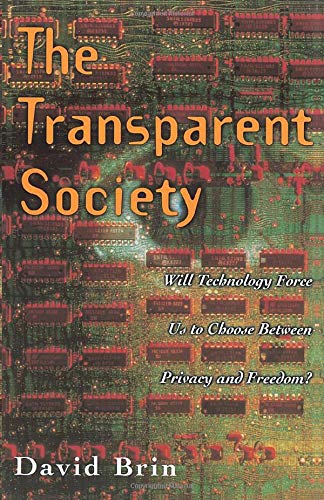 The
Transparent
Society
Will Technology Force
Us to Choose Between
Privacy and Freedom?
David Brin